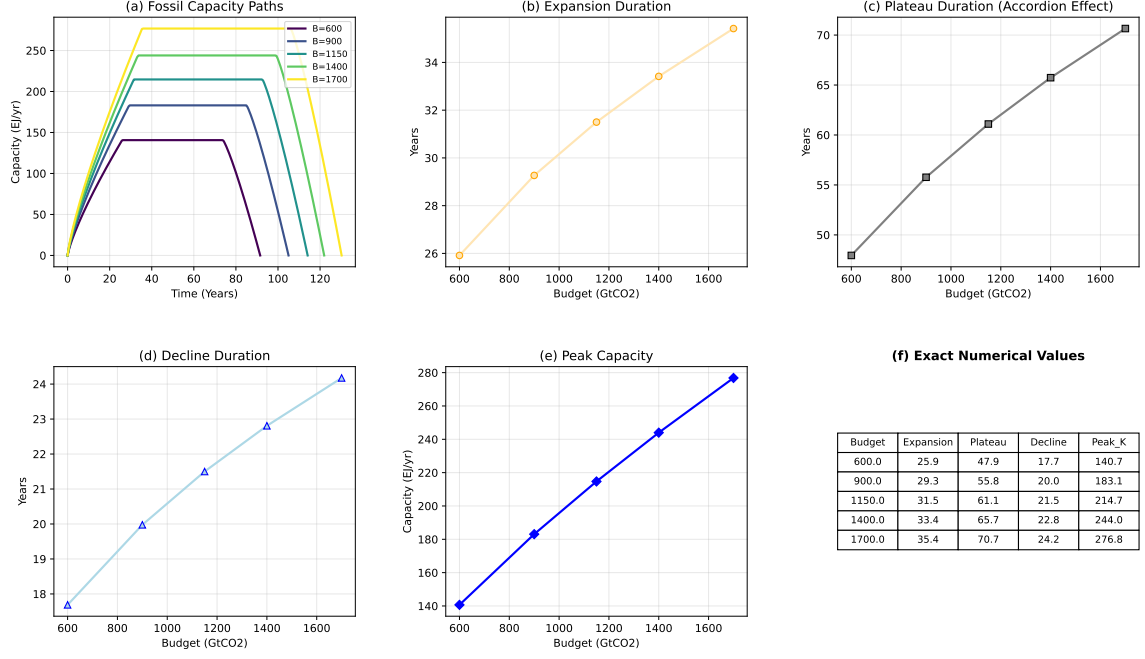 (a) Fossil Capacity Paths
Capacity (EJ/yr)
250
200
150
100
50
0
B=600
B=900
B=1150
B=1400
B=1700
0 20 40 60 80 100 120
Time (Years)
(b) Expansion Duration
Years
34
32
30
28
26
600 800 1000 1200 1400 1600
Budget (GtCO2)
(c) Plateau Duration (Accordion Effect)
Years
70
65
60
55
50
600 800 1000 1200 1400 1600
Budget (GtCO2)
(d) Decline Duration
Years
24
23
22
21
20
19
18
600 800 1000 1200 1400 1600
Budget (GtCO2)
(e) Peak Capacity
Capacity (EJ/yr)
280
260
240
220
200
180
160
140
600 800 1000 1200 1400 1600
Budget (GtCO2)
(f) Exact Numerical Values
Budget Expansion Plateau Decline Peak_K
600.0 25.9 47.9 17.7 140.7
900.0 29.3 55.8 20.0 183.1
1150.0 31.5 61.1 21.5 214.7
1400.0 33.4 65.7 22.8 244.0
1700.0 35.4 70.7 24.2 276.8